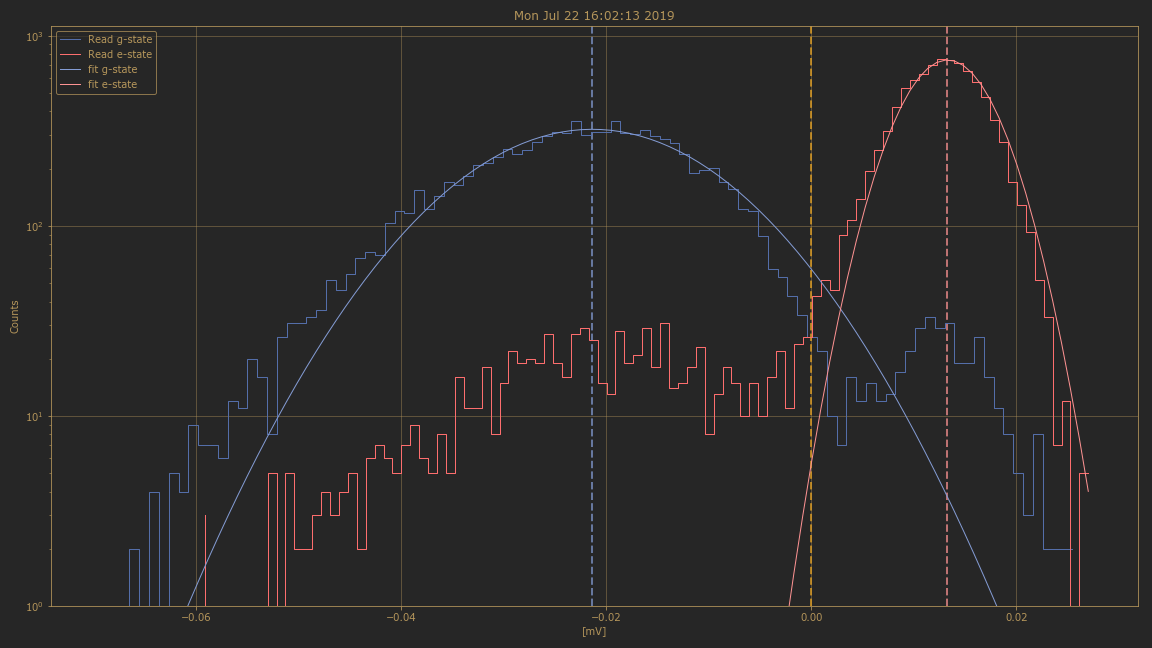 Mon Jul 22 16:02:13 2019
Read g-state
Read e-state
fit g-state
fit e-state
10³
10²
10¹
10⁰
Counts
−0.06
−0.04
−0.02
0.00
0.02
[mV]